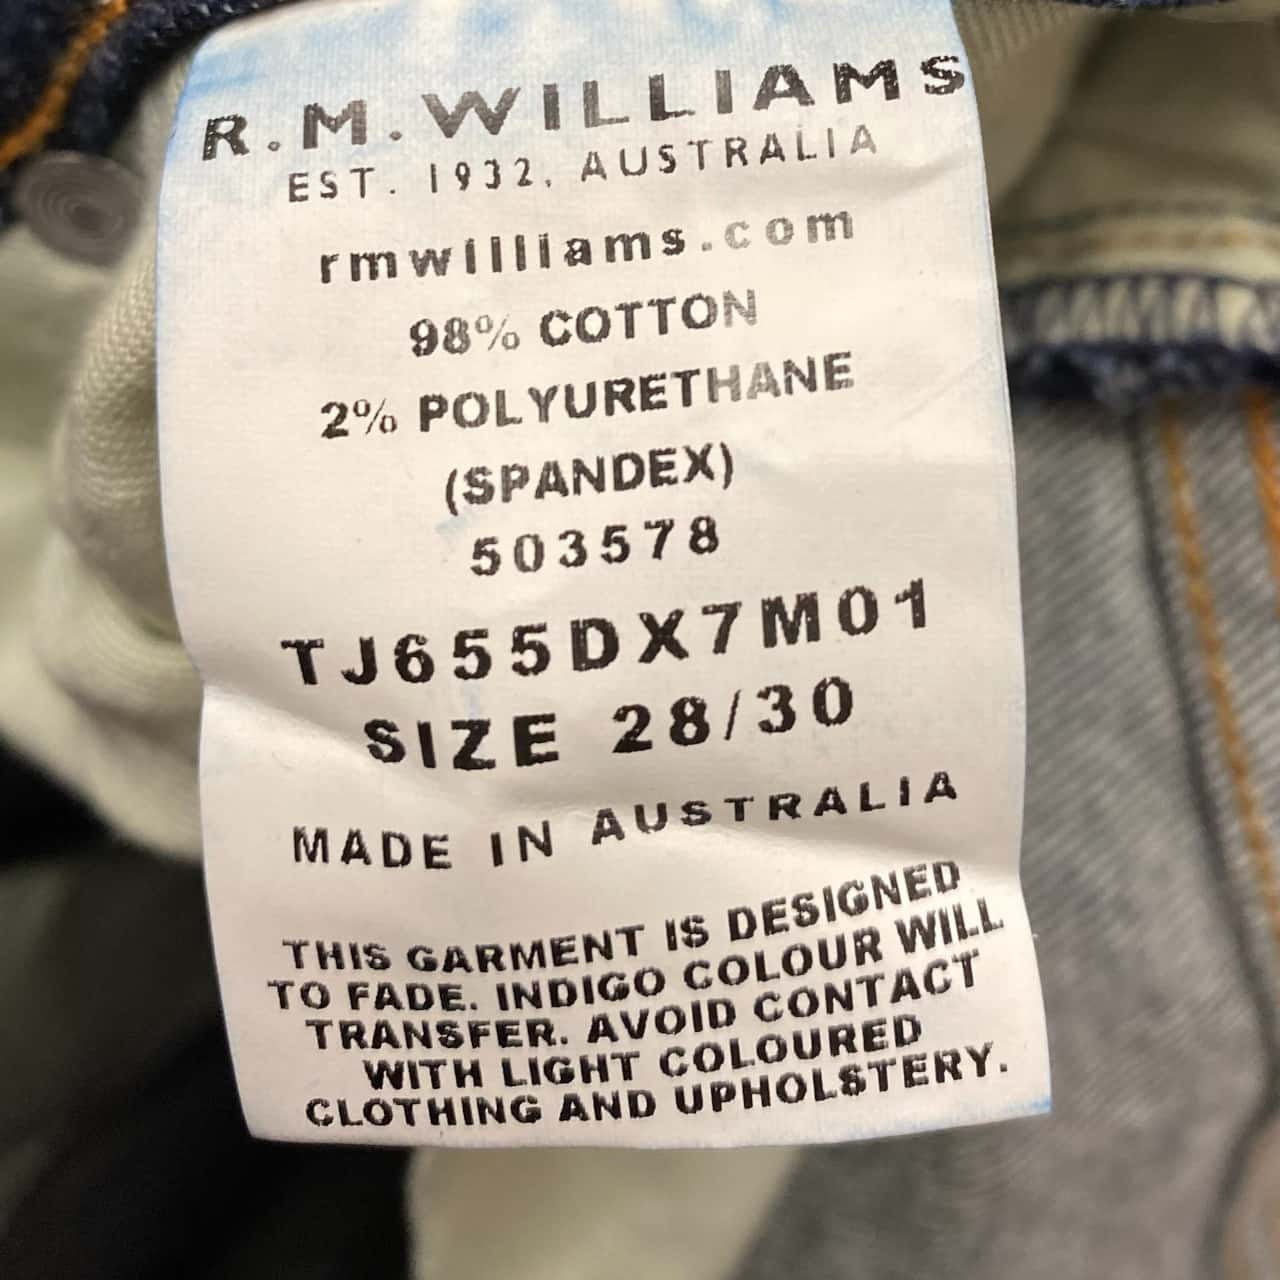 R.M.WILLIAMS
EST. 1932, AUSTRALIA
rmwilliams.com
98% COTTON
2% POLYURETHANE
(SPANDEX)
503578
TJ655DX7M01
SIZE 28/30
MADE IN AUSTRALIA
THIS GARMENT IS DESIGNED
TO FADE. INDIGO COLOUR WILL
TRANSFER. AVOID CONTACT
WITH LIGHT COLOURED
CLOTHING AND UPHOLSTERY.